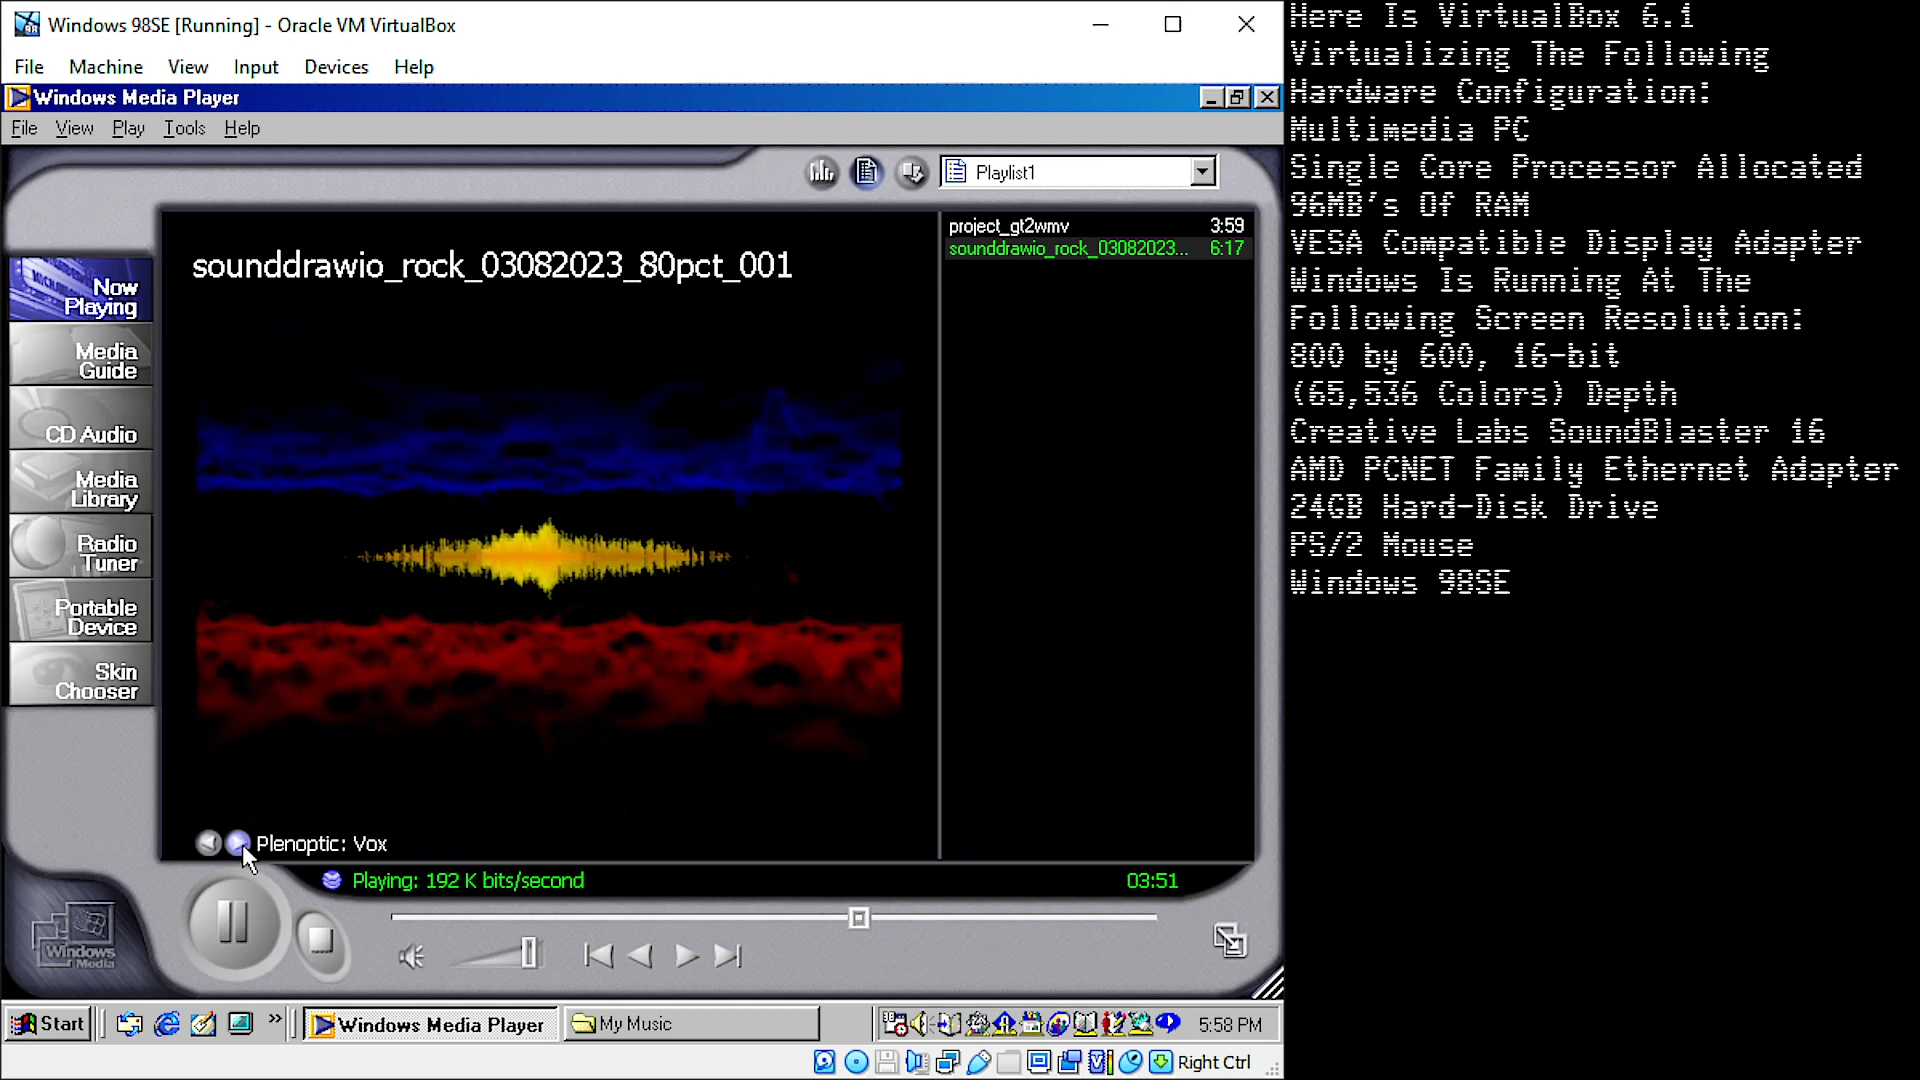 Windows 98SE [Running] - Oracle VM VirtualBox
File Machine View Input Devices Help
Windows Media Player
File View Play Tools Help
Playlist1
project_gt2wmv 3:59
sounddrawio_rock_03082023... 6:17
sounddrawio_rock_03082023_80pct_001
Now
Playing
Media
Guide
CD Audio
Media
Library
Radio
Tuner
Portable
Device
Skin
Chooser
Plenoptic: Vox
Playing: 192 K bits/second 03:51
Windows
Media
Start Windows Media Player My Music 5:58 PM
Right Ctrl
Here Is VirtualBox 6.1
Virtualizing The Following
Hardware Configuration:
Multimedia PC
Single Core Processor Allocated
96MB's Of RAM
VESA Compatible Display Adapter
Windows Is Running At The
Following Screen Resolution:
800 by 600, 16-bit
(65,536 Colors) Depth
Creative Labs SoundBlaster 16
AMD PCNET Family Ethernet Adapter
24GB Hard-Disk Drive
PS/2 Mouse
Windows 98SE